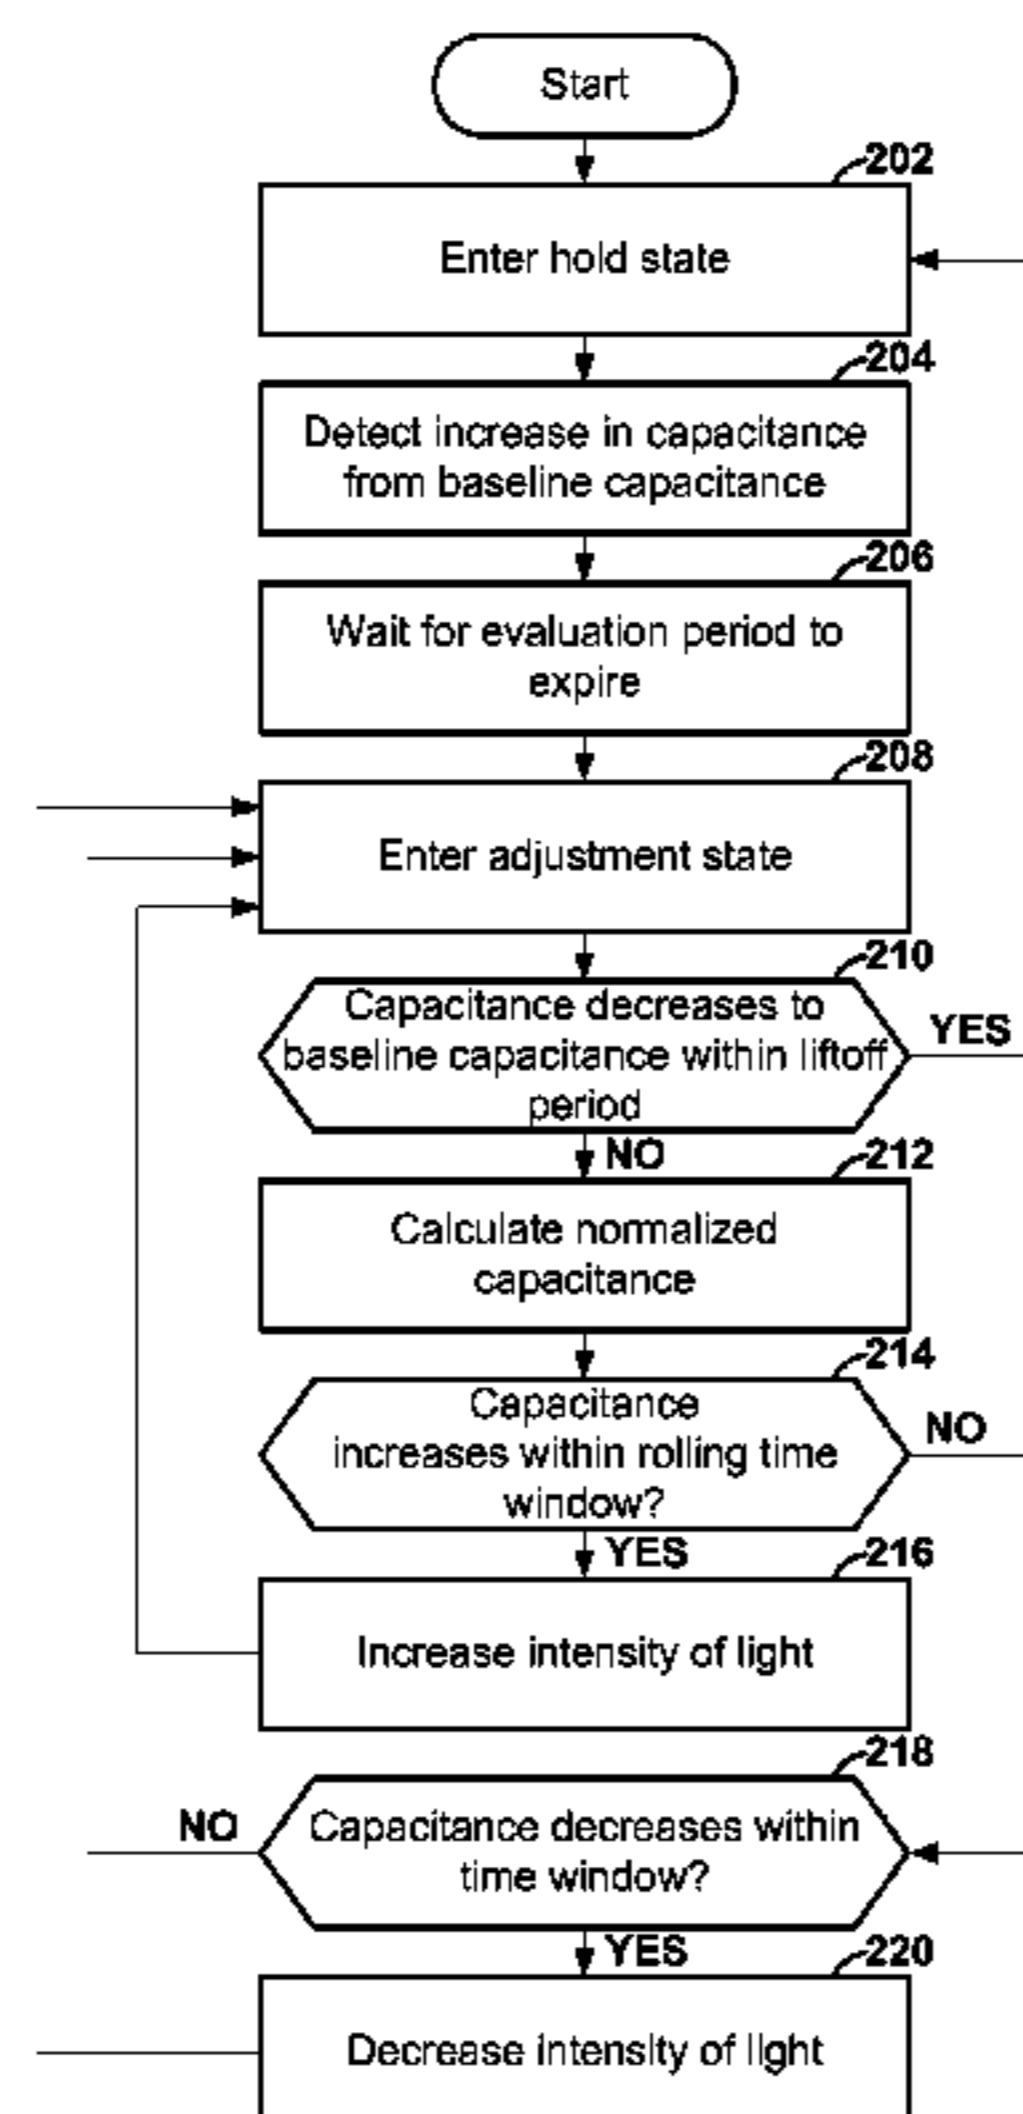 Start
202
Enter hold state
204
Detect increase in capacitance
from baseline capacitance
206
Wait for evaluation period to
expire
208
Enter adjustment state
210
Capacitance decreases to
baseline capacitance within liftoff
period
YES
NO
212
Calculate normalized
capacitance
214
Capacitance
increases within rolling time
window?
NO
YES
216
Increase intensity of light
218
NO
Capacitance decreases within
time window?
YES
220
Decrease intensity of light